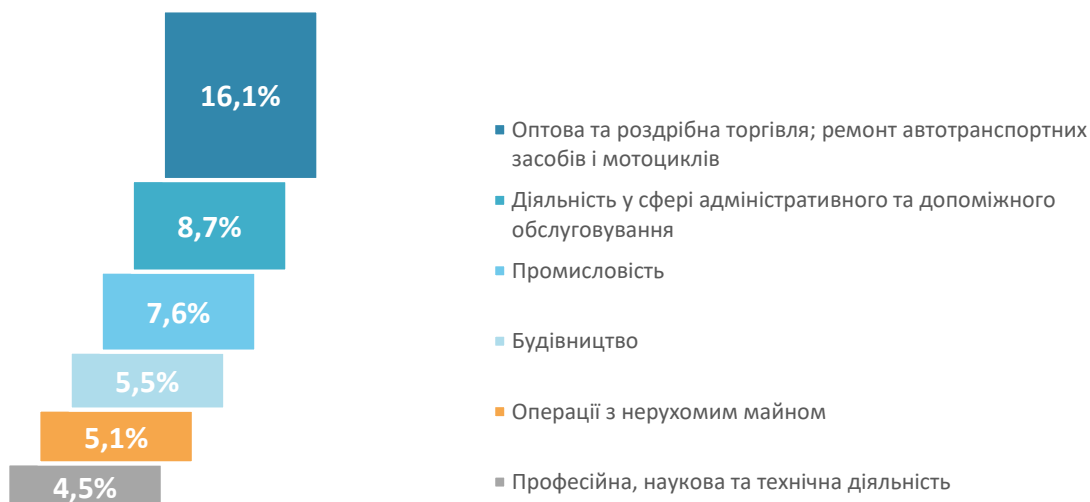 16,1%
8,7%
7,6%
5,5%
5,1%
4,5%
Оптова та роздрібна торгівля; ремонт автотранспортних
засобів і мотоциклів
Діяльність у сфері адміністративного та допоміжного
обслуговування
Промисловість
Будівництво
Операції з нерухомим майном
Професійна, наукова та технічна діяльність